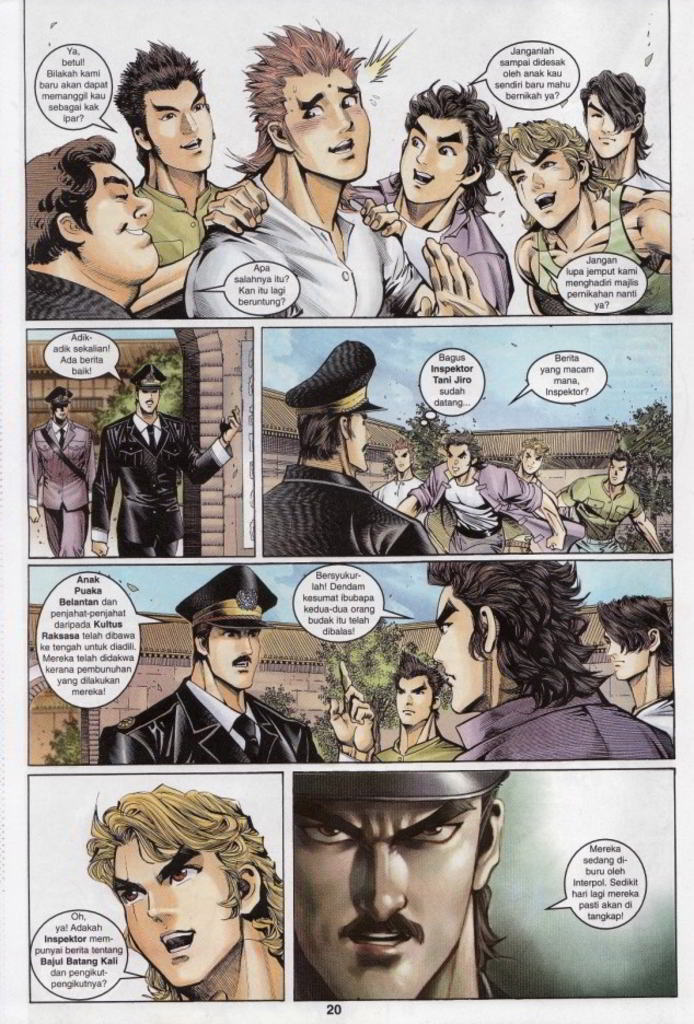 Ya,
betul!
Bilakah kami
baru akan dapat
memanggil kau
sebagai kak
ipar?
Janganlah
sampai didesak
oleh anak kau
sendiri baru mahu
bernikah ya?
Apa
salahnya itu?
Kan itu lagi
beruntung?
Jangan
lupa jemput kami
menghadiri majlis
pernikahan nanti
ya?
Adik-
adik sekalian!
Ada berita
baik!
Bagus
Inspektor
Tani Jiro
sudah
datang...
Berita
yang macam
mana,
Inspektor?
Anak
Puaka
Belantan dan
penjahat-penjahat
daripada Kultus
Raksasa telah dibawa
ke tengah untuk diadili.
Mereka telah didakwa
kerana pembunuhan
yang dilakukan
mereka!
Bersyukur-
lah! Dendam
kesumat ibubapa
kedua-dua orang
budak itu telah
dibalas!
Oh,
ya! Adakah
Inspektor mem-
punyai berita tentang
Bajul Batang Kali
dan pengikut-
pengikutnya?
Mereka
sedang di-
buru oleh
Interpol. Sedikit
hari lagi mereka
pasti akan di-
tangkap!
20